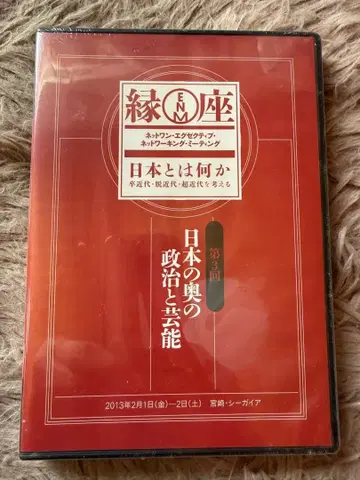 縁 ENM 座
ネットワン・エグゼクティブ・
ネットワーキング・ミーティング
日本とは何か
卒近代・脱近代・超近代を考える
第3回
日本の奥の
政治と芸能
2013年2月1日(金)―2日(土) 宮崎・シーガイア